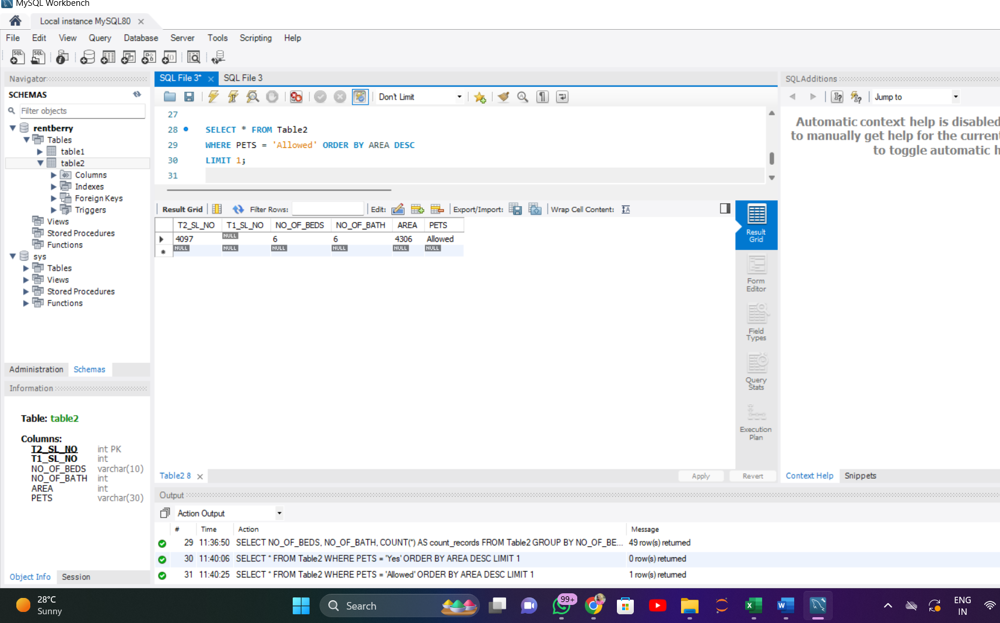 MySQL Workbench
Local instance MySQL80
File Edit View Query Database Server Tools Scripting Help
Navigator
SCHEMAS
Filter objects
rentberry
Tables
table1
table2
Columns
Indexes
Foreign Keys
Triggers
Views
Stored Procedures
Functions
sys
Tables
Views
Stored Procedures
Functions
Administration Schemas
Information
Table: table2
Columns:
T2_SL_NO int PK
T1_SL_NO int
NO_OF_BEDS varchar(10)
NO_OF_BATH int
AREA int
PETS varchar(30)
Object Info Session
SQL File 3* SQL File 3
Don't Limit
27
28 SELECT * FROM Table2
29 WHERE PETS = 'Allowed' ORDER BY AREA DESC
30 LIMIT 1;
31
Result Grid Filter Rows: Edit: Export/Import: Wrap Cell Content:
T2_SL_NO T1_SL_NO NO_OF_BEDS NO_OF_BATH AREA PETS
4097 NULL 6 6 4306 Allowed
NULL NULL NULL NULL NULL NULL
Result
Grid
Form
Editor
Field
Types
Query
Stats
Execution
Plan
Table2 8 Apply Revert
SQLAdditions
Jump to
Automatic context help is disabled
to manually get help for the current
to toggle automatic h
Context Help Snippets
Output
Action Output
# Time Action Message
29 11:36:50 SELECT NO_OF_BEDS, NO_OF_BATH, COUNT(*) AS count_records FROM Table2 GROUP BY NO_OF_BE... 49 row(s) returned
30 11:40:06 SELECT * FROM Table2 WHERE PETS = 'Yes' ORDER BY AREA DESC LIMIT 1 0 row(s) returned
31 11:40:25 SELECT * FROM Table2 WHERE PETS = 'Allowed' ORDER BY AREA DESC LIMIT 1 1 row(s) returned
28°C
Sunny
Search
99+
ENG
IN